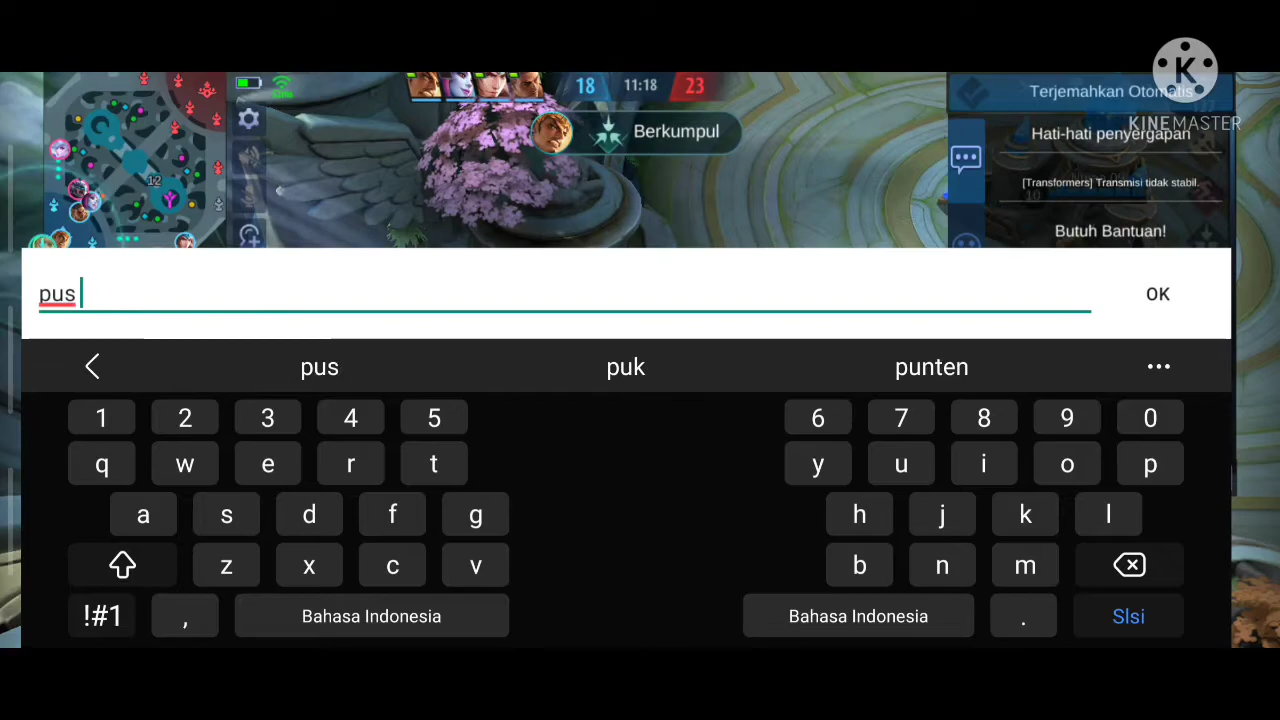 18 11:18 23
Berkumpul
12
Terjemahkan Otomatis
K
KINEMASTER
Hati-hati penyergapan
[Transformers] Transmisi tidak stabil.
10
Butuh Bantuan!
pus
OK
pus puk punten
1 2 3 4 5 6 7 8 9 0
q w e r t y u i o p
a s d f g h j k l
z x c v b n m
!#1 , Bahasa Indonesia Bahasa Indonesia . Slsi